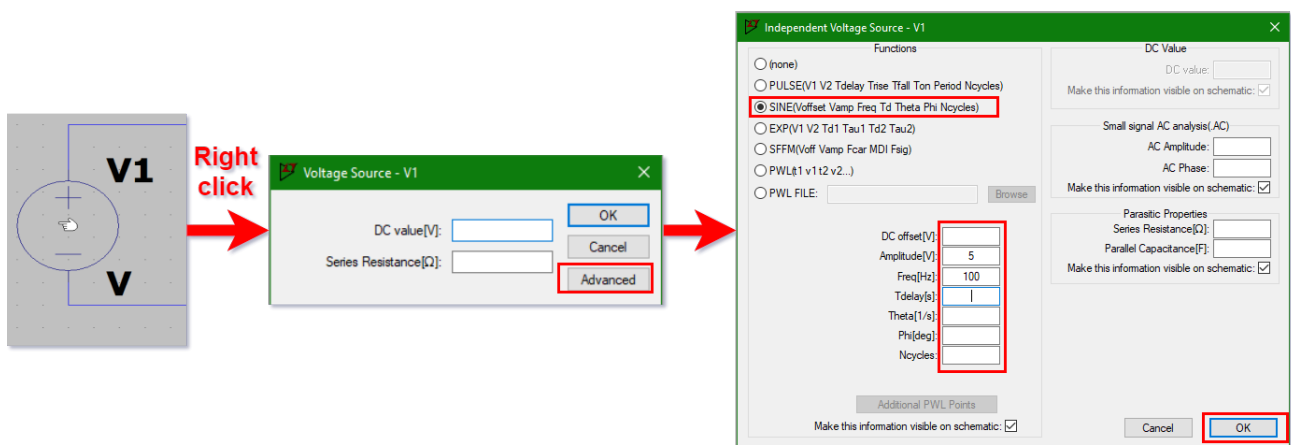 V1
V
Right
click
Voltage Source - V1
DC value[V]:
Series Resistance[Ω]:
OK
Cancel
Advanced
Independent Voltage Source - V1
Functions
(none)
PULSE(V1 V2 Tdelay Trise Tfall Ton Period Ncycles)
SINE(Voffset Vamp Freq Td Theta Phi Ncycles)
EXP(V1 V2 Td1 Tau1 Td2 Tau2)
SFFM(Voff Vamp Fcar MDI Fsig)
PWL(t1 v1 t2 v2...)
PWL FILE:
Browse
DC offset[V]:
Amplitude[V]: 5
Freq[Hz]: 100
Tdelay[s]:
Theta[1/s]:
Phi[deg]:
Ncycles:
Additional PWL Points
Make this information visible on schematic:
DC Value
DC value:
Make this information visible on schematic:
Small signal AC analysis(.AC)
AC Amplitude:
AC Phase:
Make this information visible on schematic:
Parasitic Properties
Series Resistance[Ω]:
Parallel Capacitance[F]:
Make this information visible on schematic:
Cancel
OK